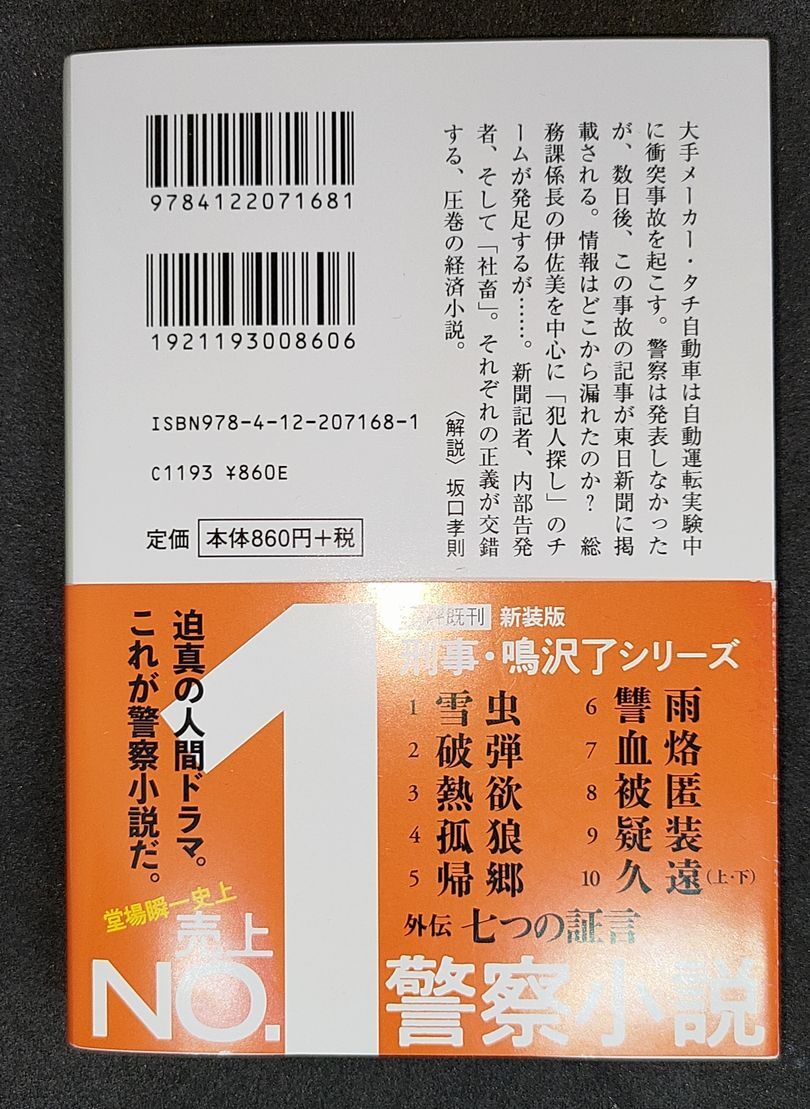 大手メーカー・タチ自動車は自動運転実験中
に衝突事故を起こす。警察は発表しなかった
が、数日後、この事故の記事が東日新聞に掲
載される。情報はどこから漏れたのか？　総
務課係長の伊佐美を中心に「犯人探し」のチ
ームが発足するが……。新聞記者、内部告発
者、そして「社畜」。それぞれの正義が交錯
する、圧巻の経済小説。
〈解説〉坂口孝則
9784122071681
1921193008606
ISBN978-4-12-207168-1
C1193 ¥860E
定価 本体860円+税
迫真の人間ドラマ。
これが警察小説だ。
堂場瞬一史上
売上
NO.1
警察小説
評既刊 新装版
刑事・鳴沢了シリーズ
1 雪虫
2 破弾
3 熱欲
4 孤狼
5 帰郷
6 讐雨
7 血烙
8 被匿
9 疑装
10 久遠（上・下）
外伝 七つの証言